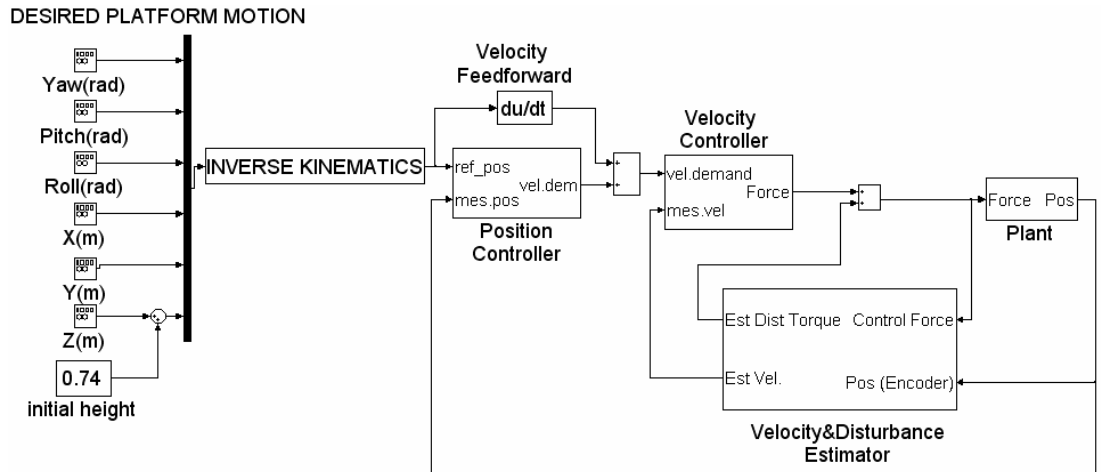 DESIRED PLATFORM MOTION
Yaw(rad)
Pitch(rad)
Roll(rad)
X(m)
Y(m)
Z(m)
0.74
initial height
INVERSE KINEMATICS
Velocity
Feedforward
du/dt
ref_pos
vel.dem
mes.pos
Position
Controller
Velocity
Controller
vel.demand
Force
mes.vel
Force Pos
Plant
Est Dist Torque Control Force
Est Vel.
Pos (Encoder)
Velocity&Disturbance
Estimator